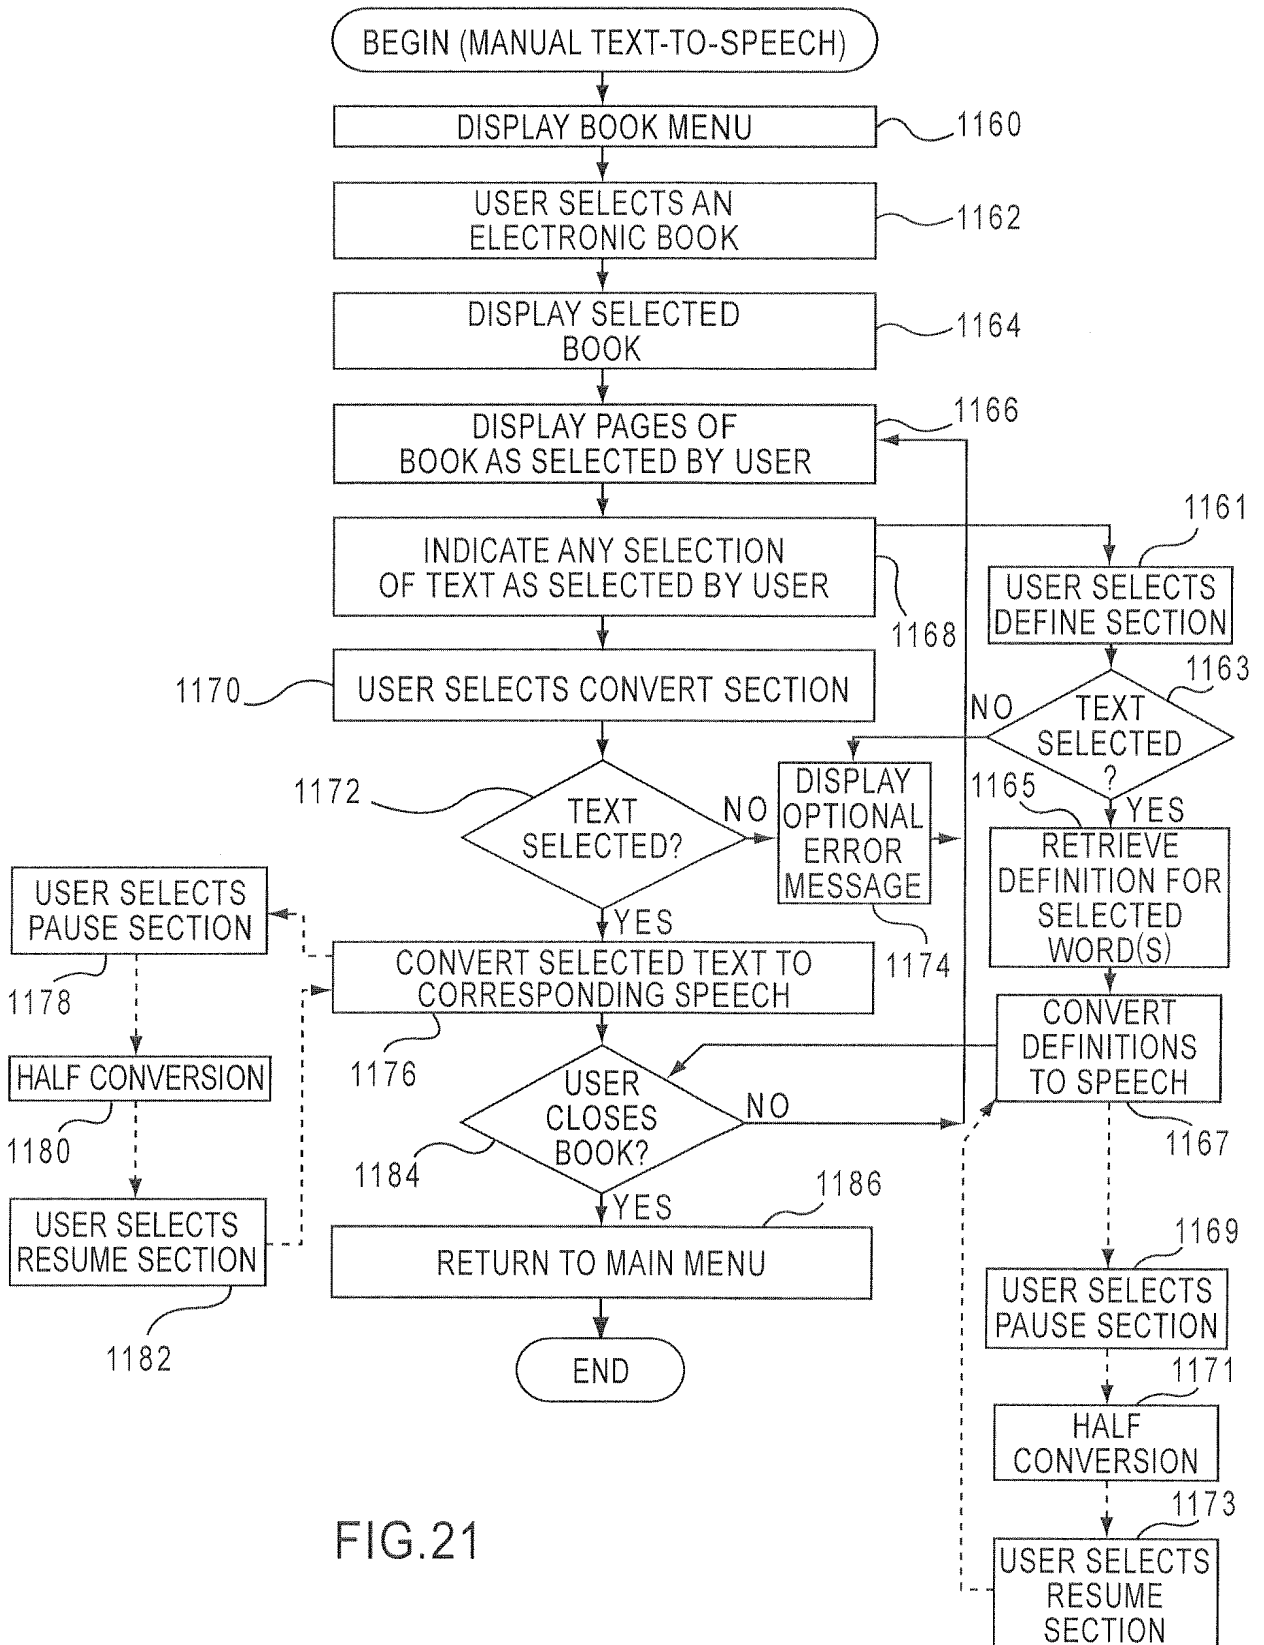 BEGIN (MANUAL TEXT-TO-SPEECH)
DISPLAY BOOK MENU
1160
USER SELECTS AN
ELECTRONIC BOOK
1162
DISPLAY SELECTED
BOOK
1164
DISPLAY PAGES OF
BOOK AS SELECTED BY USER
1166
INDICATE ANY SELECTION
OF TEXT AS SELECTED BY USER
1168
1161
USER SELECTS
DEFINE SECTION
1170
USER SELECTS CONVERT SECTION
1163
NO
TEXT
SELECTED
?
1172
TEXT
SELECTED?
NO
DISPLAY
OPTIONAL
ERROR
MESSAGE
1174
1165
YES
RETRIEVE
DEFINITION FOR
SELECTED
WORD(S)
USER SELECTS
PAUSE SECTION
1178
YES
CONVERT SELECTED TEXT TO
CORRESPONDING SPEECH
1176
CONVERT
DEFINITIONS
TO SPEECH
1167
HALF CONVERSION
1180
USER
CLOSES
BOOK?
NO
1184
YES
1186
USER SELECTS
RESUME SECTION
1182
RETURN TO MAIN MENU
1169
USER SELECTS
PAUSE SECTION
END
1171
HALF
CONVERSION
1173
USER SELECTS
RESUME
SECTION
FIG.21